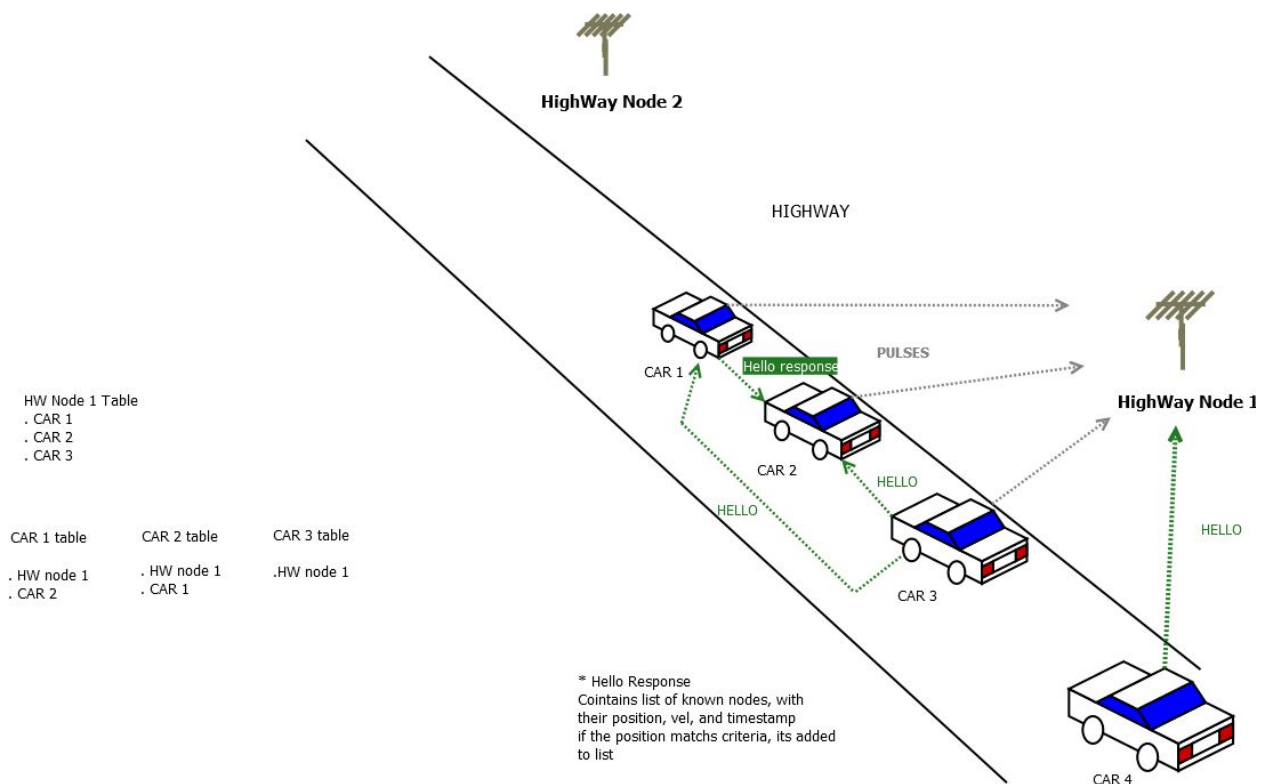 HighWay Node 2
HIGHWAY
PULSES
Hello response
CAR 1
HighWay Node 1
HW Node 1 Table
. CAR 1
. CAR 2
. CAR 3
CAR 2
HELLO
HELLO
HELLO
CAR 1 table
. HW node 1
. CAR 2
CAR 2 table
. HW node 1
. CAR 1
CAR 3 table
.HW node 1
CAR 3
* Hello Response
Cointains list of known nodes, with
their position, vel, and timestamp
if the position matchs criteria, its added
to list
CAR 4